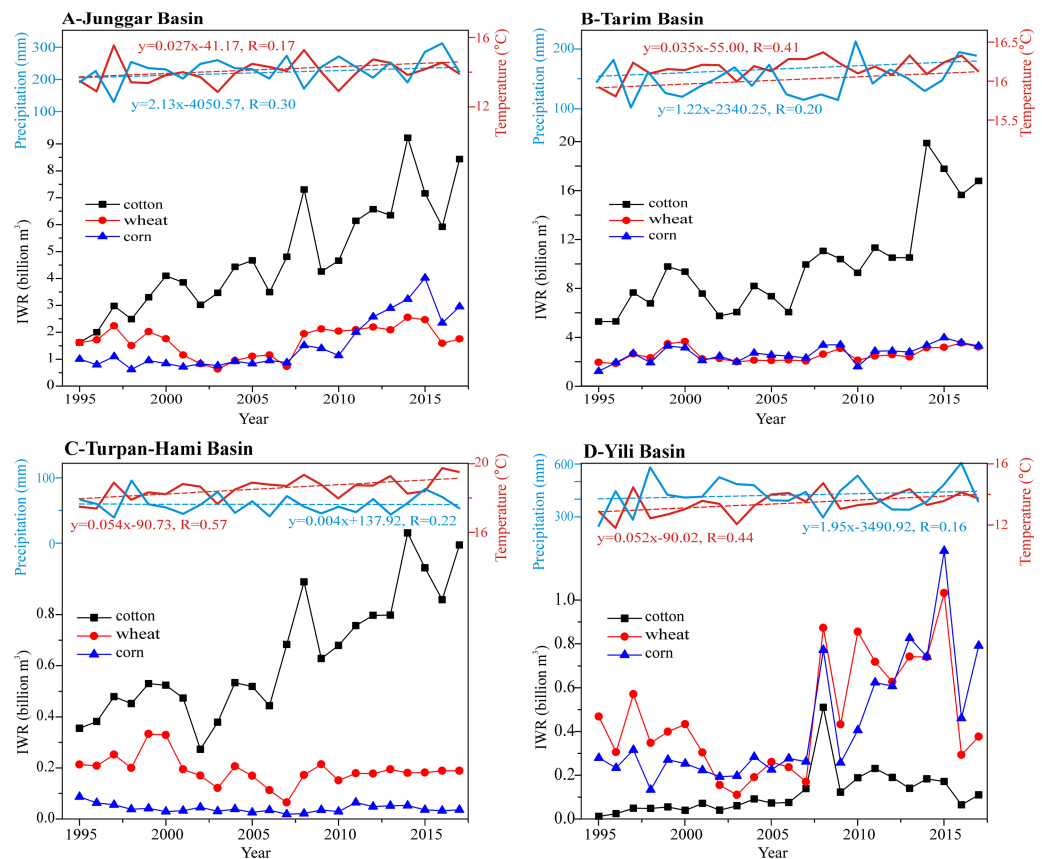 A-Junggar Basin
Precipitation (mm)
300
200
100
y=0.027x-41.17, R=0.17
y=2.13x-4050.57, R=0.30
16
12
Temperature (°C)
IWR (billion m³)
9
8
7
6
5
4
3
2
1
0
cotton
wheat
corn
1995 2000 2005 2010 2015
Year
B-Tarim Basin
Precipitation (mm)
200
100
y=0.035x-55.00, R=0.41
y=1.22x-2340.25, R=0.20
16.5
16
15.5
Temperature (°C)
IWR (billion m³)
20
16
12
8
4
0
cotton
wheat
corn
1995 2000 2005 2010 2015
Year
C-Turpan-Hami Basin
Precipitation (mm)
100
0
y=0.054x-90.73, R=0.57
y=0.004x+137.92, R=0.22
20
16
Temperature (°C)
IWR (billion m³)
0.8
0.6
0.4
0.2
0.0
cotton
wheat
corn
1995 2000 2005 2010 2015
Year
D-Yili Basin
Precipitation (mm)
600
300
y=0.052x-90.02, R=0.44
y=1.95x-3490.92, R=0.16
16
12
Temperature (°C)
IWR (billion m³)
1.0
0.8
0.6
0.4
0.2
0.0
cotton
wheat
corn
1995 2000 2005 2010 2015
Year